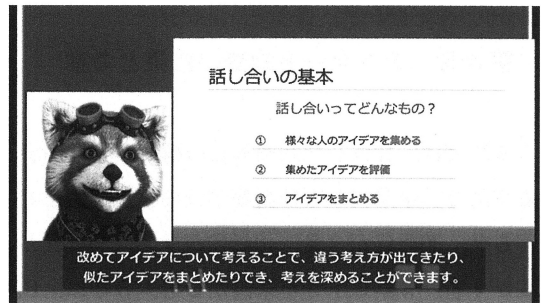 話し合いの基本
話し合いってどんなもの？
① 様々な人のアイデアを集める
② 集めたアイデアを評価
③ アイデアをまとめる
改めてアイデアについて考えることで、違う考え方が出てきたり、
似たアイデアをまとめたりでき、考えを深めることができます。